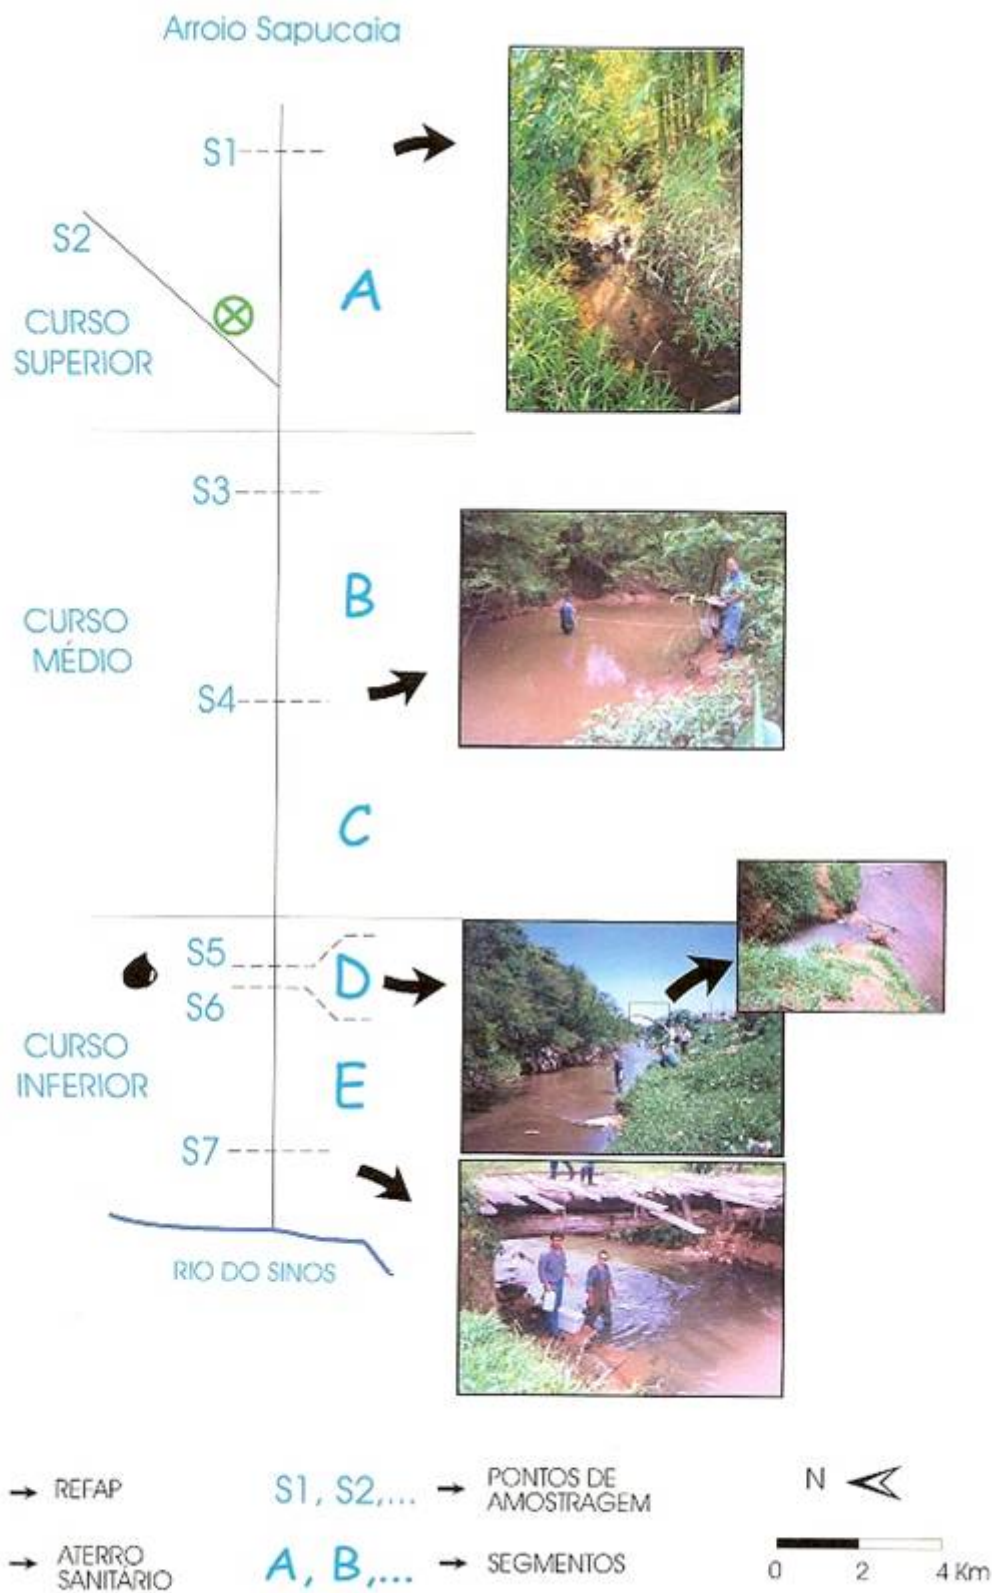 Arroio Sapucaia
S1
S2
A
CURSO
SUPERIOR
S3
B
CURSO
MÉDIO
S4
C
S5
D
S6
CURSO
INFERIOR
E
S7
RIO DO SINOS
→ REFAP
S1, S2,... → PONTOS DE
AMOSTRAGEM
N
→ ATERRO
SANITÁRIO
A, B,... → SEGMENTOS
0 2 4 Km